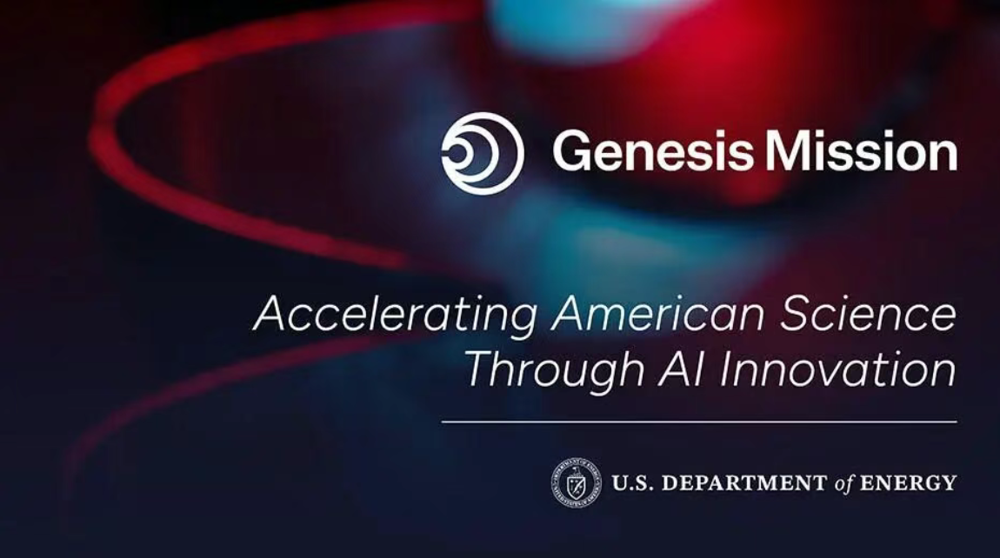 Genesis Mission
Accelerating American Science
Through AI Innovation
U.S. DEPARTMENT of ENERGY